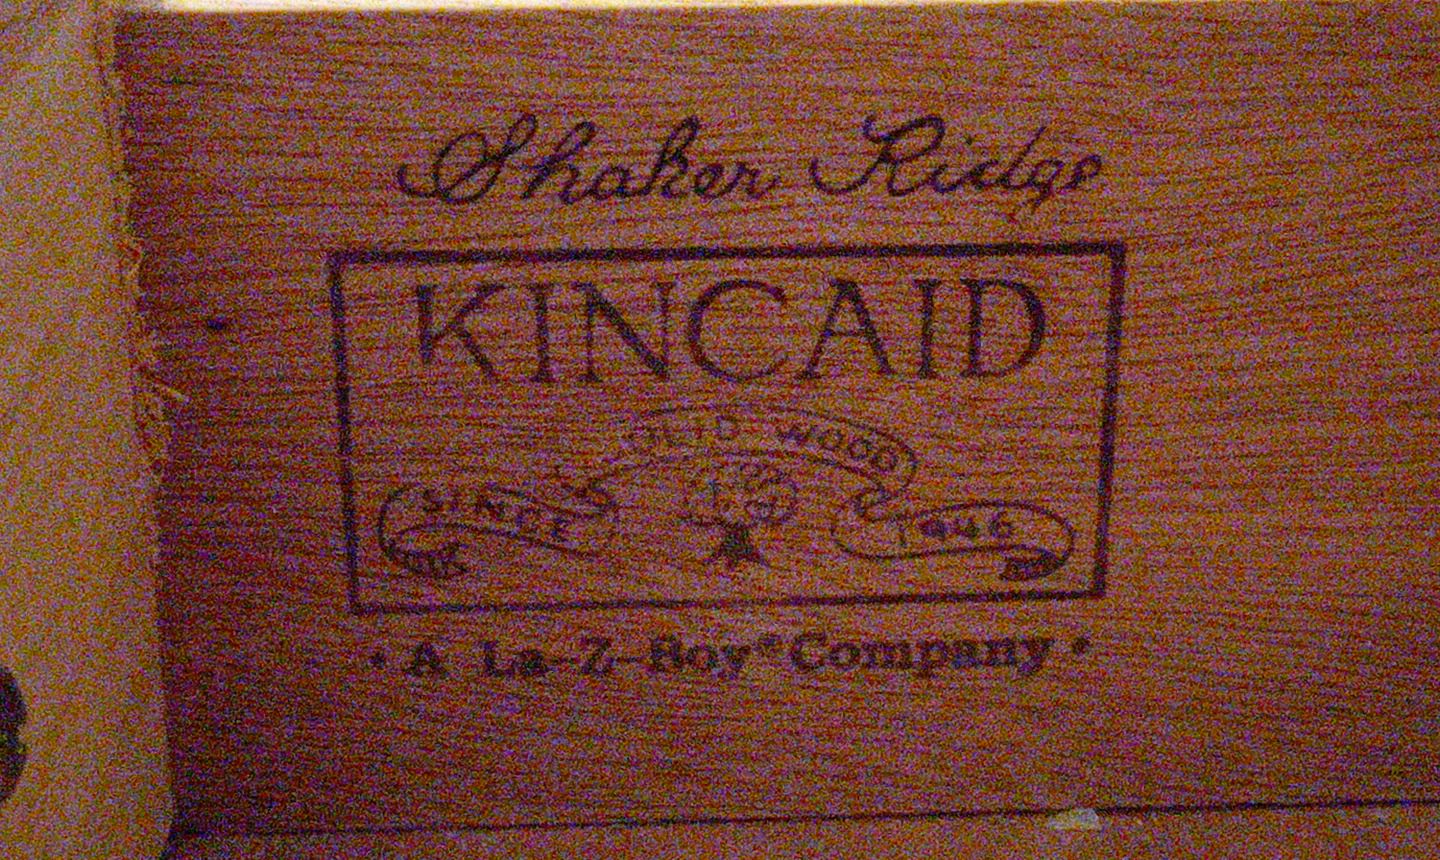 Shaker Ridge
KINCAID
SOLID WOOD
SINCE 1946
• A La-Z-Boy® Company •